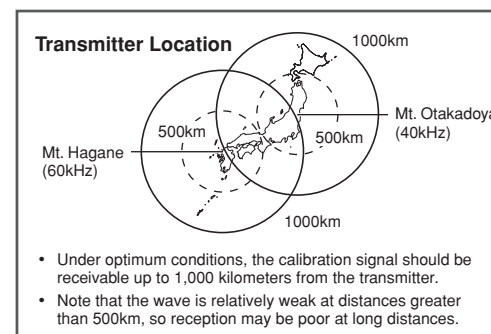 Transmitter Location
1000km
500km
Mt. Otakadoya
(40kHz)
500km
Mt. Hagane
(60kHz)
1000km
• Under optimum conditions, the calibration signal should be
receivable up to 1,000 kilometers from the transmitter.
• Note that the wave is relatively weak at distances greater
than 500km, so reception may be poor at long distances.